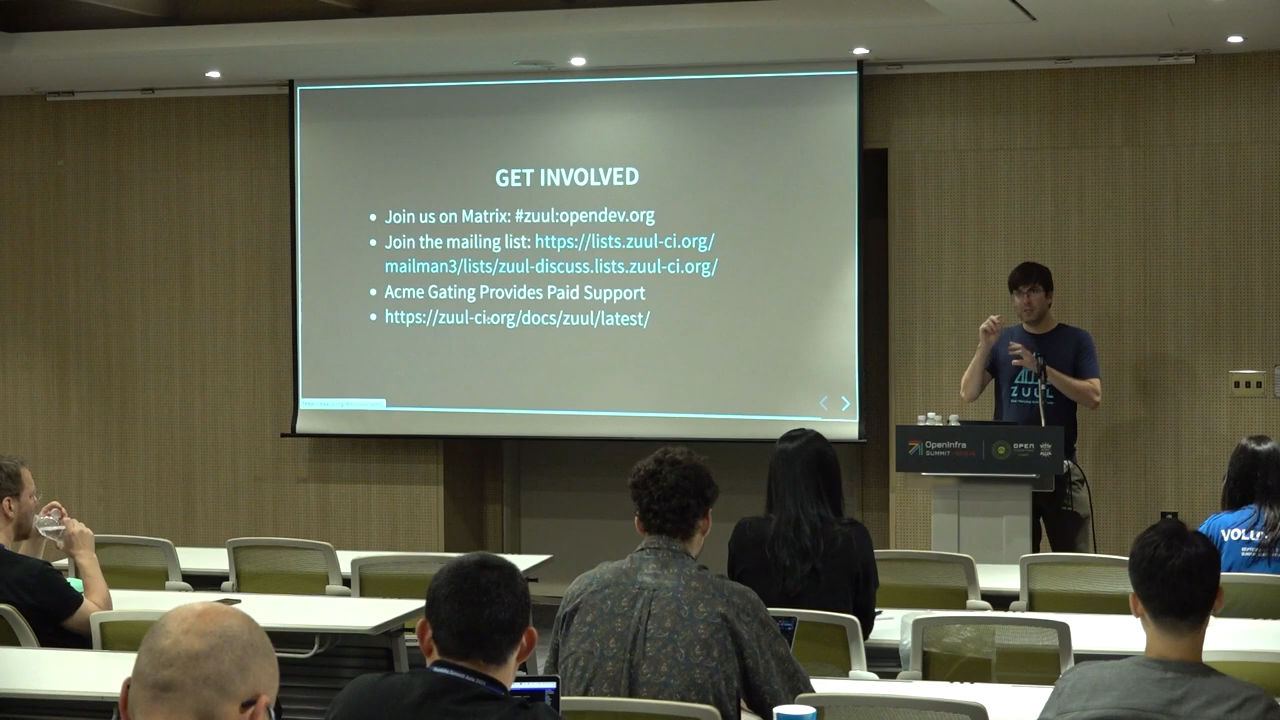 GET INVOLVED
• Join us on Matrix: #zuul:opendev.org
• Join the mailing list: https://lists.zuul-ci.org/
mailman3/lists/zuul-discuss.lists.zuul-ci.org/
• Acme Gating Provides Paid Support
• https://zuul-ci.org/docs/zuul/latest/
ZUUL
OpenInfra
SUMMIT
OPEN
VOLU